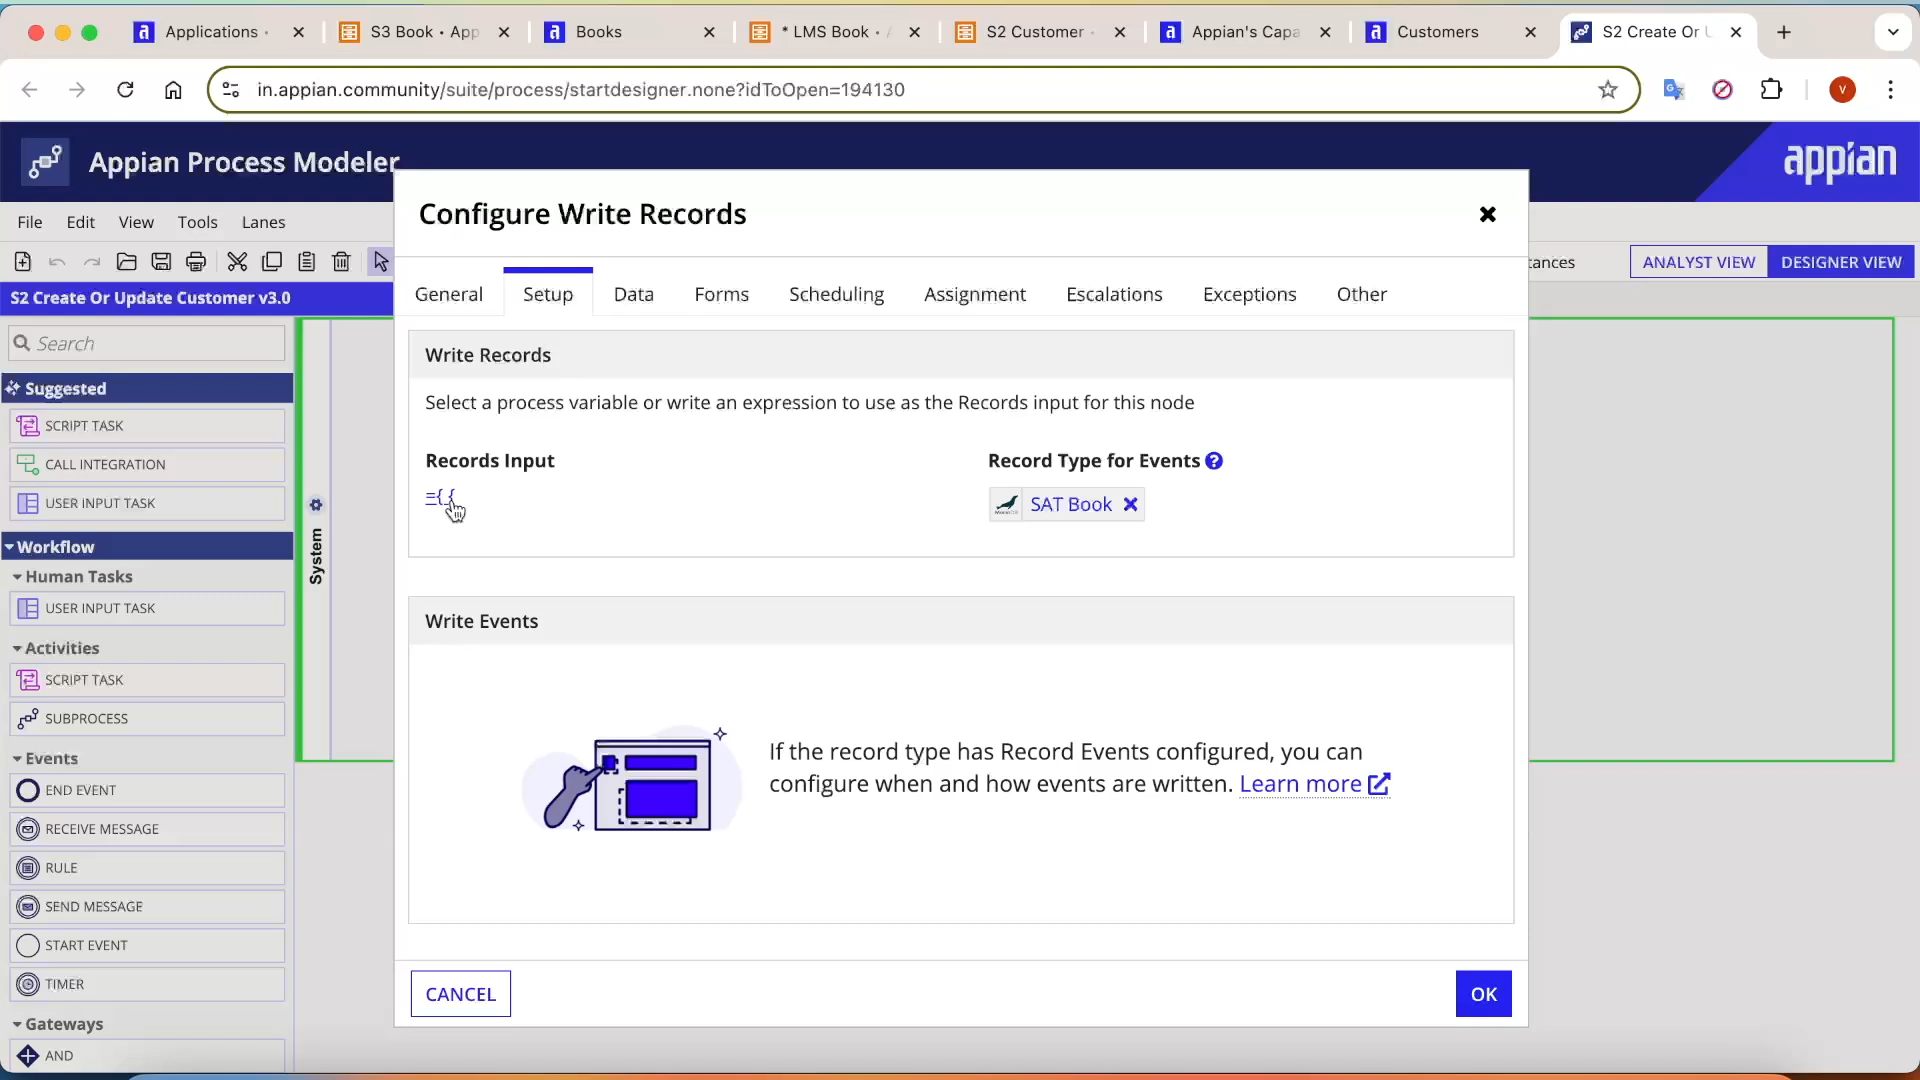 Applications ·
S3 Book • App
Books
* LMS Book •
S2 Customer ·
Appian's Capa
Customers
S2 Create Or U
in.appian.community/suite/process/startdesigner.none?idToOpen=194130
V
Appian Process Modeler
appian
Configure Write Records
File Edit View Tools Lanes
tances
ANALYST VIEW
DESIGNER VIEW
S2 Create Or Update Customer v3.0
General Setup Data Forms Scheduling Assignment Escalations Exceptions Other
Search
Suggested
SCRIPT TASK
CALL INTEGRATION
USER INPUT TASK
Workflow
Human Tasks
USER INPUT TASK
Activities
SCRIPT TASK
SUBPROCESS
Events
END EVENT
RECEIVE MESSAGE
RULE
SEND MESSAGE
START EVENT
TIMER
Gateways
AND
System
Write Records
Select a process variable or write an expression to use as the Records input for this node
Records Input
Record Type for Events
={ {
SAT Book
Write Events
If the record type has Record Events configured, you can
configure when and how events are written. Learn more
CANCEL
OK